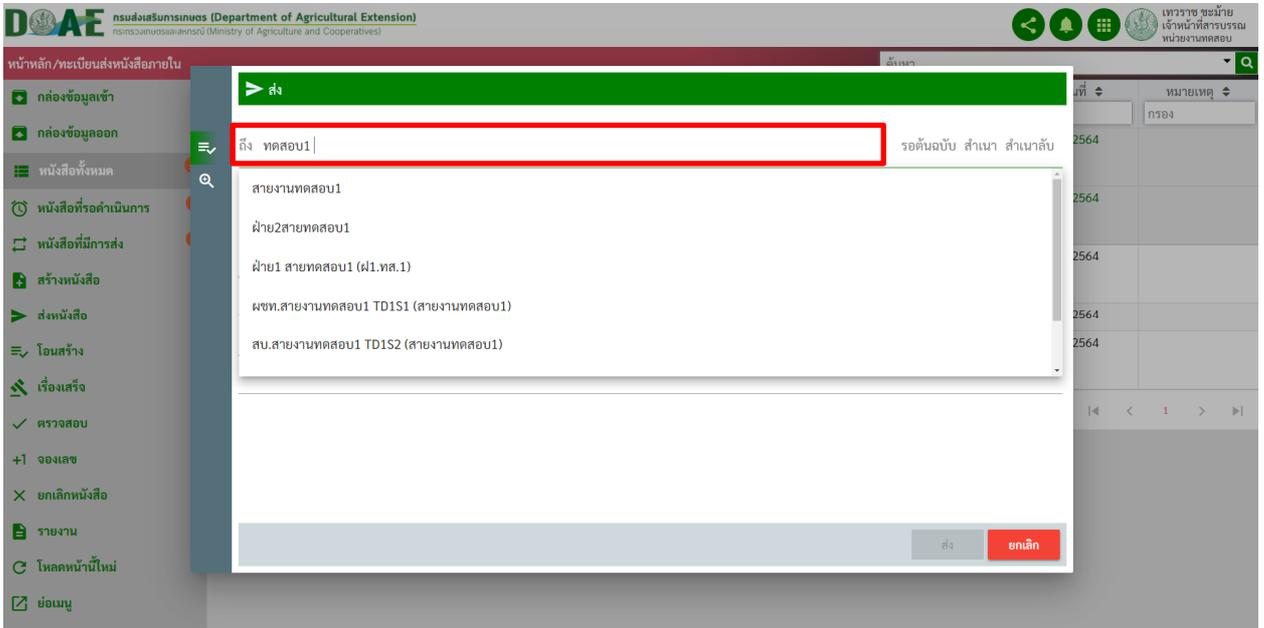 DOAE
กรมส่งเสริมการเกษตร (Department of Agricultural Extension)
กระทรวงเกษตรและสหกรณ์ (Ministry of Agriculture and Cooperatives)
เทวราช ชะม้าย
เจ้าหน้าที่สารบรรณ
หน่วยงานทดสอบ
หน้าหลัก/ทะเบียนส่งหนังสือภายใน
ค้นหา
กล่องข้อมูลเข้า
กล่องข้อมูลออก
หนังสือทั้งหมด
หนังสือที่รอดำเนินการ
หนังสือที่มีการส่ง
สร้างหนังสือ
ส่งหนังสือ
โอนสร้าง
เรื่องเสร็จ
ตรวจสอบ
+1 จองเลข
ยกเลิกหนังสือ
รายงาน
โหลดหน้านี้ใหม่
ย่อเมนู
ส่ง
ถึง ทดสอบ1
รอต้นฉบับ สำเนา สำเนาลับ
สายงานทดสอบ1
ฝ่าย2สายทดสอบ1
ฝ่าย1 สายทดสอบ1 (ฝ1.ทส.1)
ผชท.สายงานทดสอบ1 TD1S1 (สายงานทดสอบ1)
สบ.สายงานทดสอบ1 TD1S2 (สายงานทดสอบ1)
ส่ง
ยกเลิก
หมายเหตุ
กรอง
2564
2564
2564
2564
2564
1